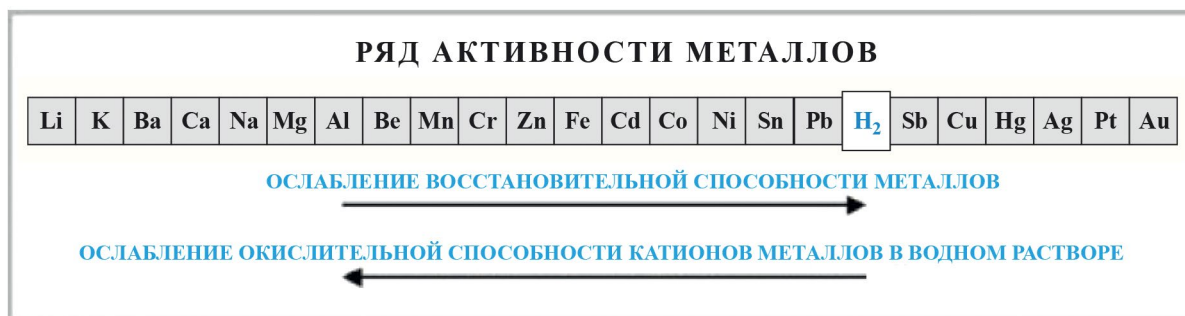 РЯД АКТИВНОСТИ МЕТАЛЛОВ
Li K Ba Ca Na Mg Al Be Mn Cr Zn Fe Cd Co Ni Sn Pb H₂ Sb Cu Hg Ag Pt Au
ОСЛАБЛЕНИЕ ВОССТАНОВИТЕЛЬНОЙ СПОСОБНОСТИ МЕТАЛЛОВ
ОСЛАБЛЕНИЕ ОКИСЛИТЕЛЬНОЙ СПОСОБНОСТИ КАТИОНОВ МЕТАЛЛОВ В ВОДНОМ РАСТВОРЕ